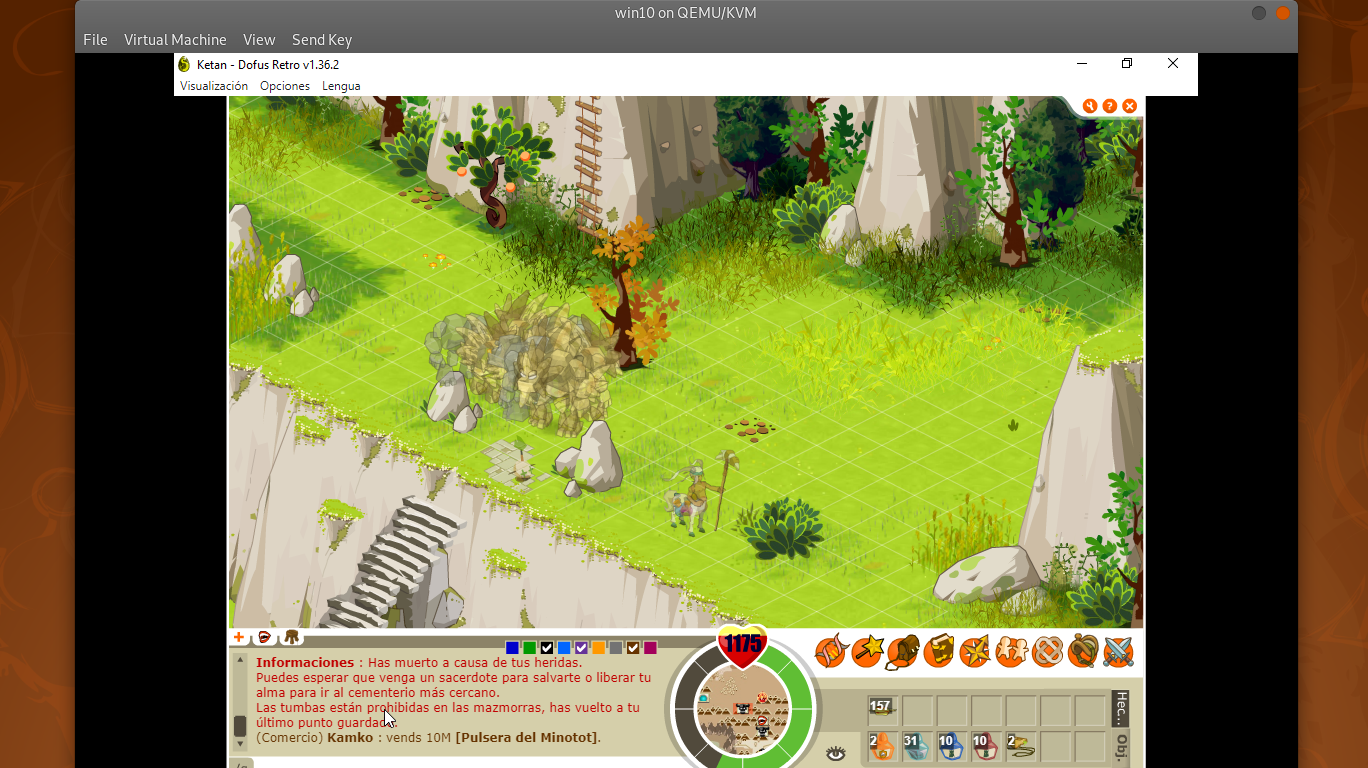 win10 on QEMU/KVM
File Virtual Machine View Send Key
Ketan - Dofus Retro v1.36.2
Visualización Opciones Lengua
1175
Informaciones : Has muerto a causa de tus heridas.
Puedes esperar que venga un sacerdote para salvarte o liberar tu
alma para ir al cementerio más cercano.
Las tumbas están prohibidas en las mazmorras, has vuelto a tu
último punto guardado.
(Comercio) Kamko : vends 10M [Pulsera del Minotot].
157
Hec...
2 31 10 10 2
Obj.